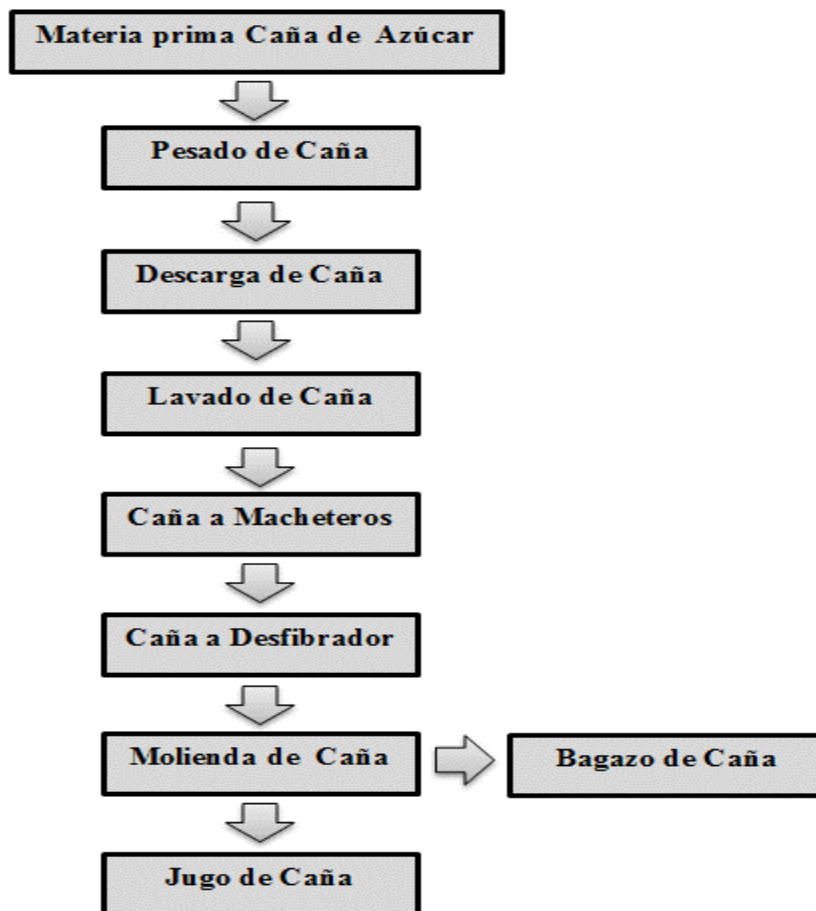 Materia prima Caña de Azúcar
Pesado de Caña
Descarga de Caña
Lavado de Caña
Caña a Macheteros
Caña a Desfibrador
Molienda de Caña
Bagazo de Caña
Jugo de Caña